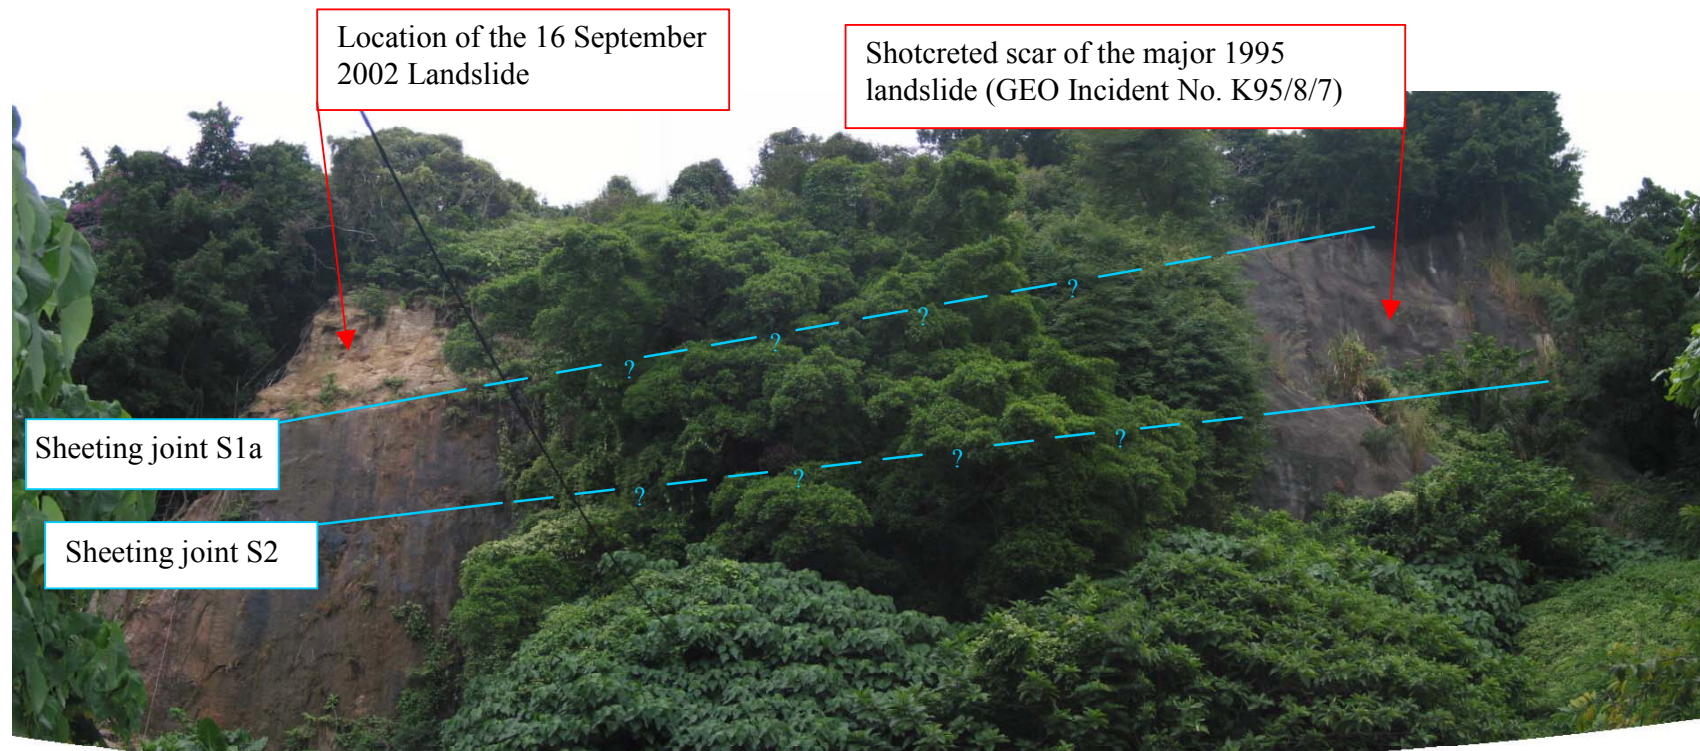 Location of the 16 September
2002 Landslide
Shotcreted scar of the major 1995
landslide (GEO Incident No. K95/8/7)
? ? ? ?
Sheeting joint S1a
? ? ? ?
Sheeting joint S2